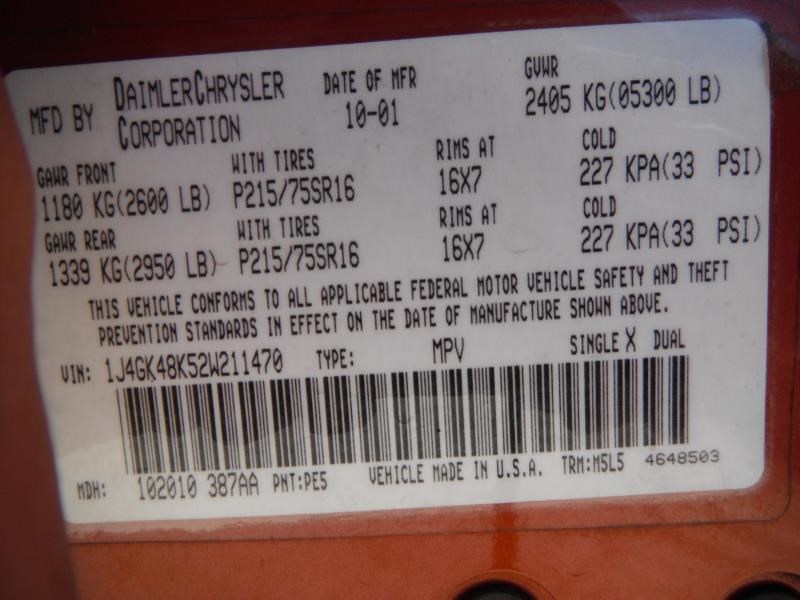 MFD BY DAIMLERCHRYSLER CORPORATION DATE OF MFR 10-01 GVWR 2405 KG(05300 LB)
GAWR FRONT WITH TIRES RIMS AT COLD
1180 KG(2600 LB) P215/75SR16 16X7 227 KPA(33 PSI)
GAWR REAR WITH TIRES RIMS AT COLD
1339 KG(2950 LB) P215/75SR16 16X7 227 KPA(33 PSI)
THIS VEHICLE CONFORMS TO ALL APPLICABLE FEDERAL MOTOR VEHICLE SAFETY AND THEFT
PREVENTION STANDARDS IN EFFECT ON THE DATE OF MANUFACTURE SHOWN ABOVE.
VIN: 1J4GK48K52W211470 TYPE: MPV SINGLE X DUAL
MDH: 102010 387AA PNT:PE5 VEHICLE MADE IN U.S.A. TRM:M5L5 4648503